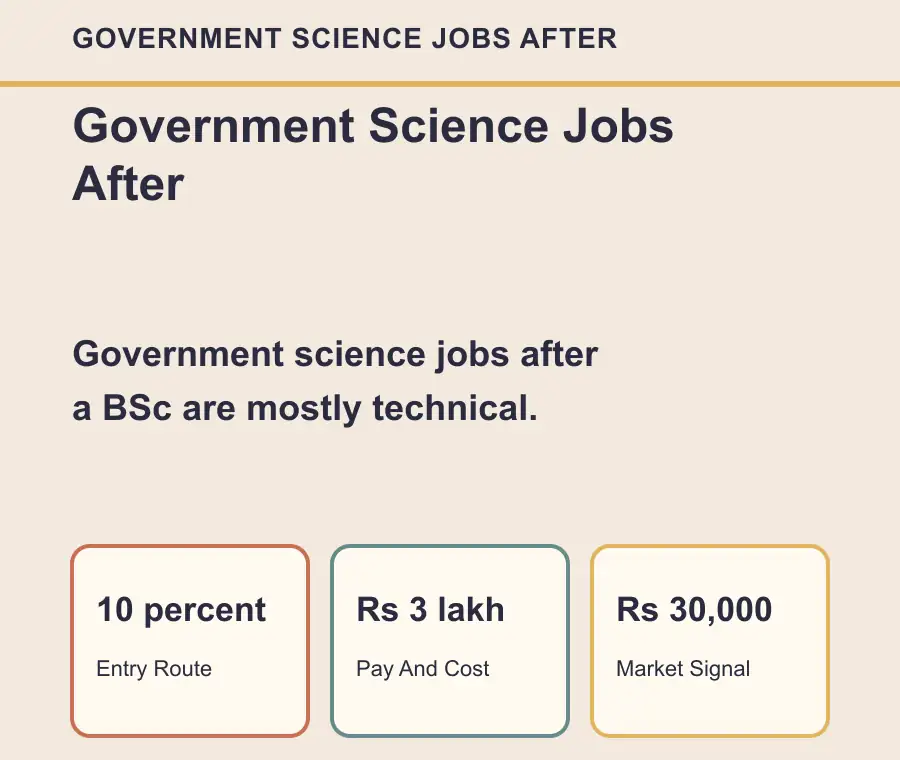 GOVERNMENT SCIENCE JOBS AFTER
Government Science Jobs
After
Government science jobs after
a BSc are mostly technical.
10 percent
Entry Route
Rs 3 lakh
Pay And Cost
Rs 30,000
Market Signal